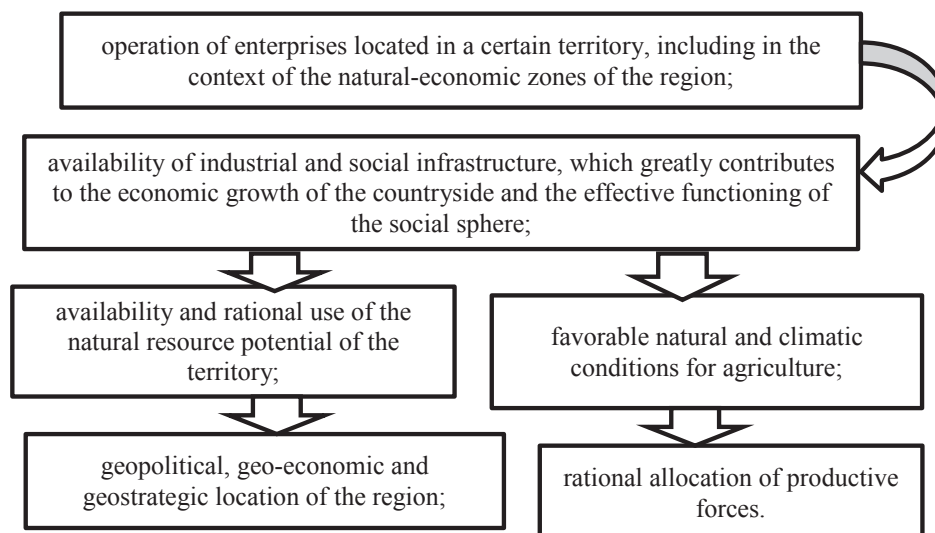 operation of enterprises located in a certain territory, including in the
context of the natural-economic zones of the region;
availability of industrial and social infrastructure, which greatly contributes
to the economic growth of the countryside and the effective functioning of
the social sphere;
availability and rational use of the
natural resource potential of the
territory;
favorable natural and climatic
conditions for agriculture;
geopolitical, geo-economic and
geostrategic location of the region;
rational allocation of productive
forces.